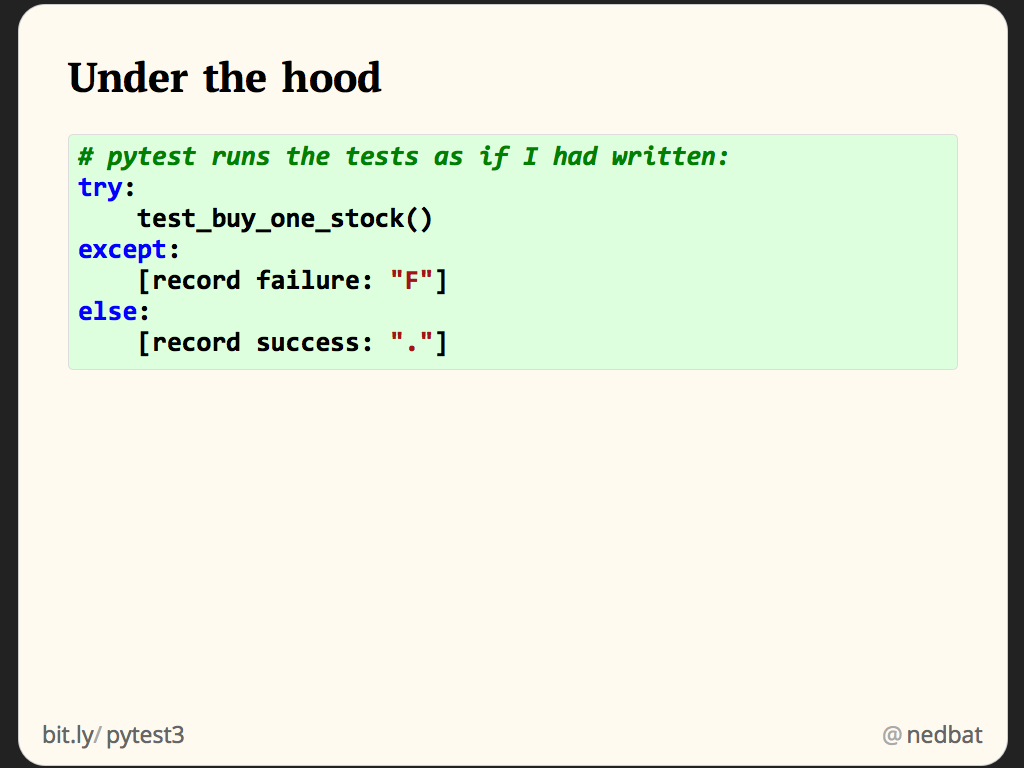 Under the hood
# pytest runs the tests as if I had written:
try:
    test_buy_one_stock()
except:
    [record failure: "F"]
else:
    [record success: "."]
bit.ly/ pytest3
@ nedbat